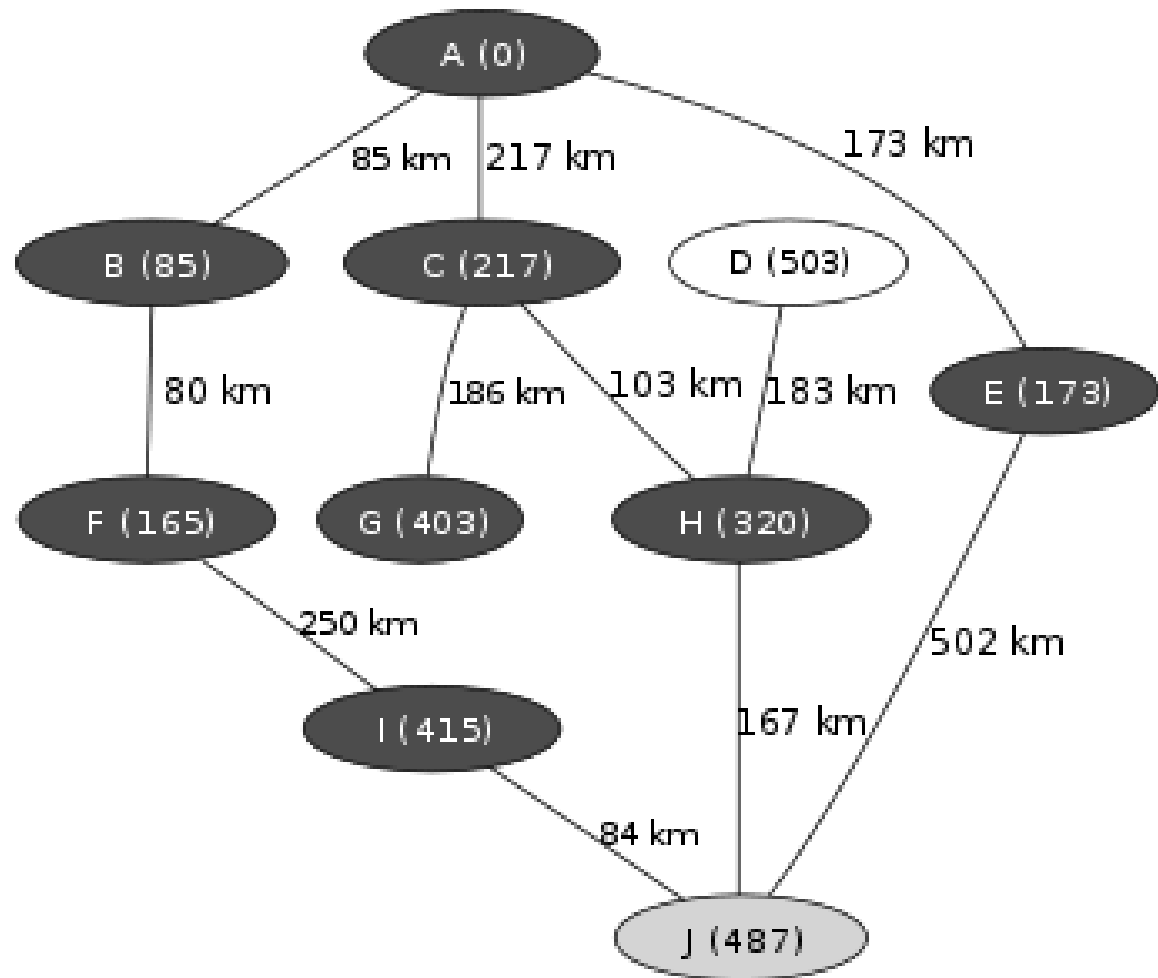 A (0)
85 km
217 km
173 km
B (85)
C (217)
D (503)
80 km
186 km
103 km
183 km
E (173)
F (165)
G (403)
H (320)
250 km
502 km
I (415)
167 km
84 km
J (487)